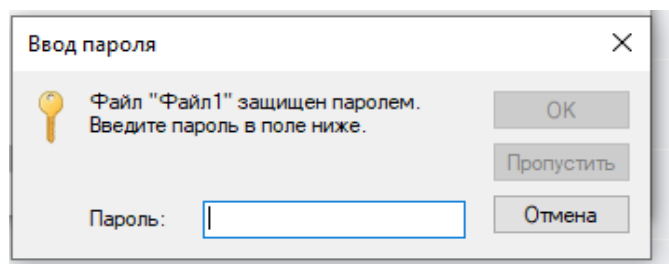 Ввод пароля
Файл "Файл1" защищен паролем.
Введите пароль в поле ниже.
OK
Пропустить
Пароль:
Отмена